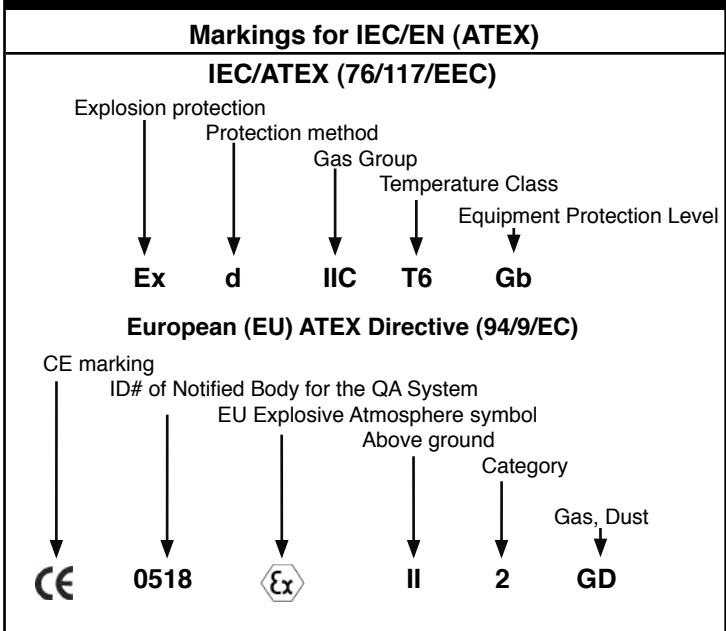 Markings for IEC/EN (ATEX)
IEC/ATEX (76/117/EEC)
Explosion protection
Protection method
Gas Group
Temperature Class
Equipment Protection Level
Ex d IIC T6 Gb
European (EU) ATEX Directive (94/9/EC)
CE marking
ID# of Notified Body for the QA System
EU Explosive Atmosphere symbol
Above ground
Category
Gas, Dust
CE 0518 Ex II 2 GD